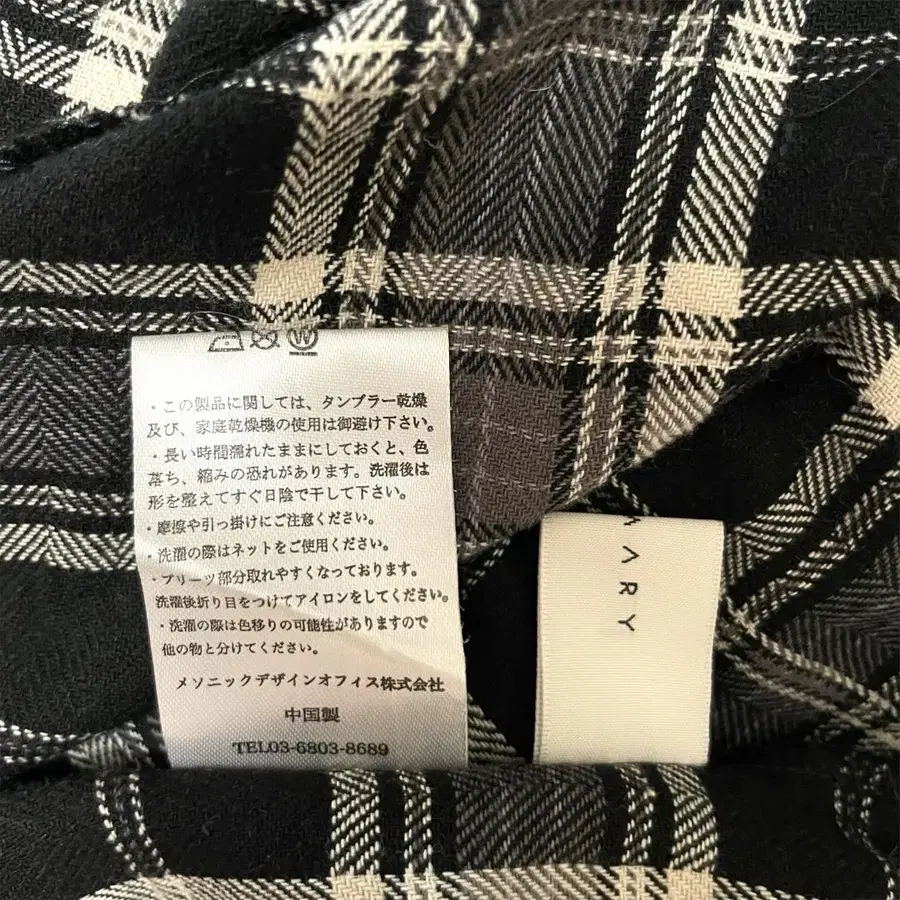 ・この製品に関しては、タンブラー乾燥
及び、家庭乾燥機の使用は御避け下さい。
・長い時間濡れたままにしておくと、色
落ち、縮みの恐れがあります。洗濯後は
形を整えてすぐ日陰で干して下さい。
・摩擦や引っ掛けにご注意ください。
・洗濯の際はネットをご使用ください。
・プリーツ部分取れやすくなっております。
洗濯後折り目をつけてアイロンをしてください。
・洗濯の際は色移りの可能性がありますので
他の物と分けてください。
メソニックデザインオフィス株式会社
中国製
TEL03-6803-8689
MARY